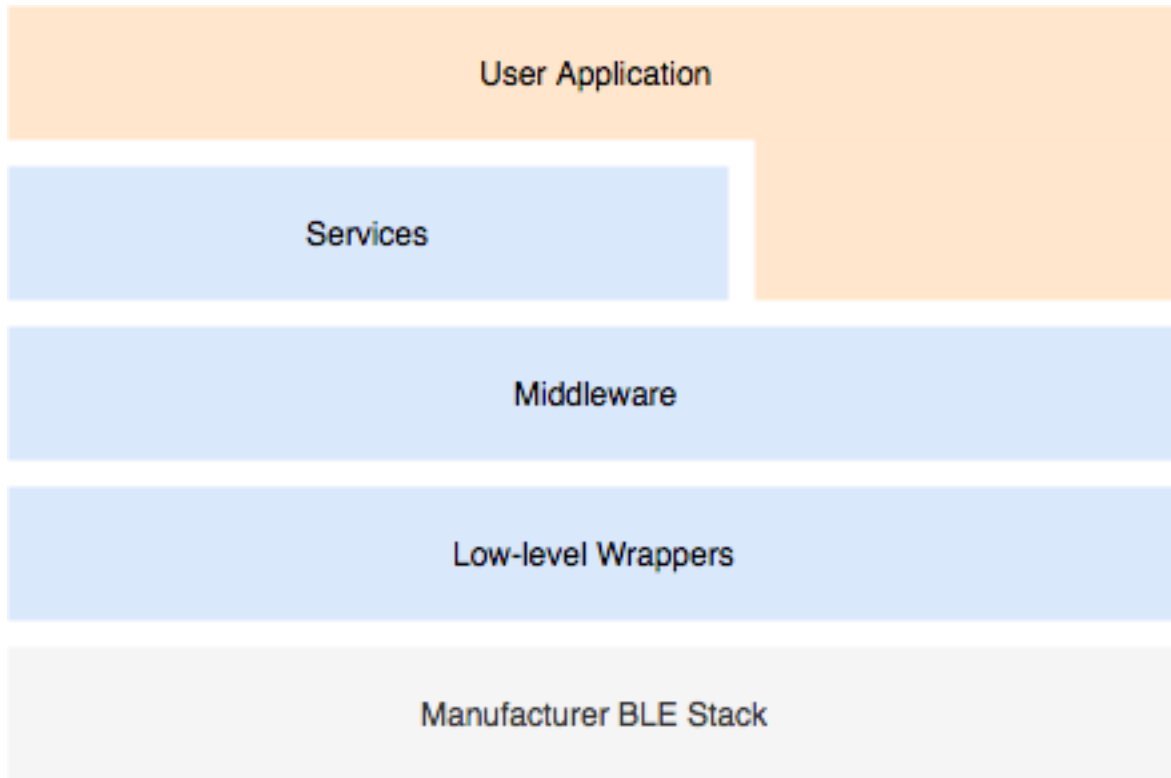 User Application
Services
Middleware
Low-level Wrappers
Manufacturer BLE Stack